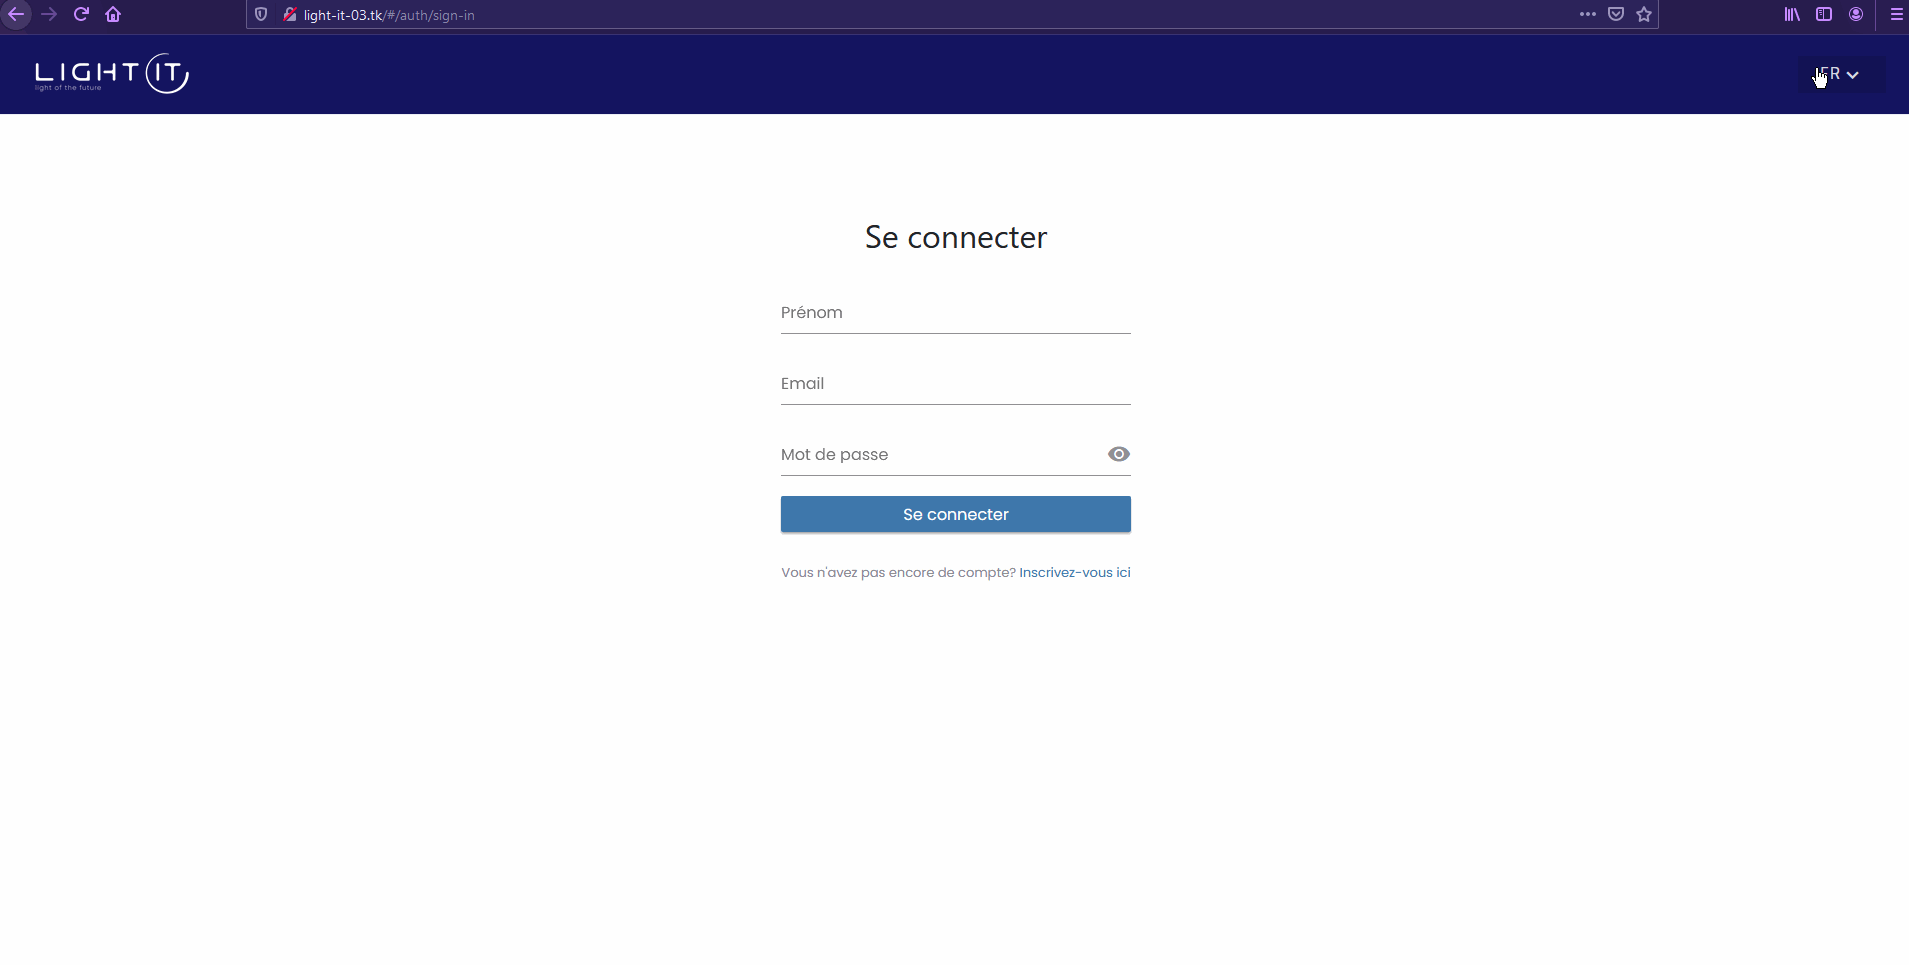 light-it-03.tk/#/auth/sign-in
LIGHT IT
light of the future
FR
Se connecter
Prénom
Email
Mot de passe
Se connecter
Vous n'avez pas encore de compte? Inscrivez-vous ici